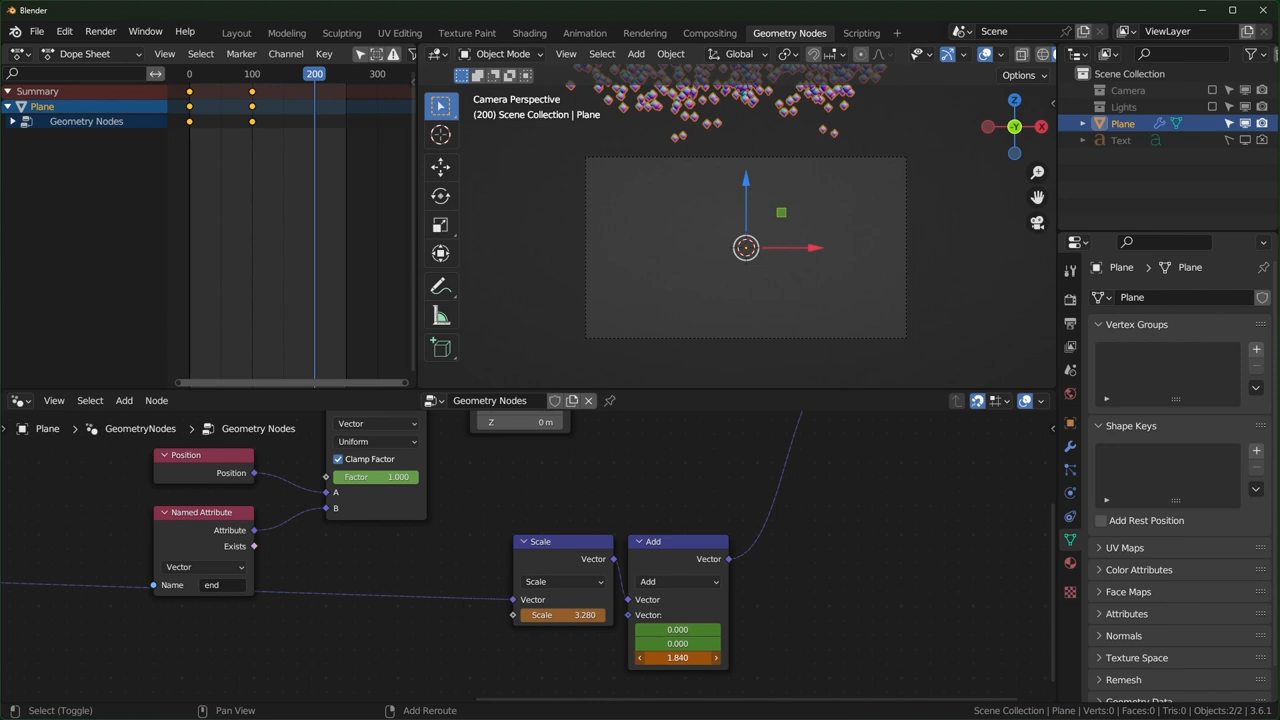 Blender
File Edit Render Window Help Layout Modeling Sculpting UV Editing Texture Paint Shading Animation Rendering Compositing Geometry Nodes Scripting Scene ViewLayer
Dope Sheet View Select Marker Channel Key Object Mode View Select Add Object Global
0 100 200 300 Options
Summary
Plane
Geometry Nodes
Camera Perspective
(200) Scene Collection | Plane
Z
Y
X
Scene Collection
Camera
Lights
Plane
Text
Plane Plane
Plane
Vertex Groups
Shape Keys
Add Rest Position
UV Maps
Color Attributes
Face Maps
Attributes
Normals
Texture Space
Remesh
Geometry Data
View Select Add Node Geometry Nodes
Plane GeometryNodes Geometry Nodes
Vector
Uniform
Clamp Factor
Factor 1.000
A
B
Z 0 m
Position
Position
Named Attribute
Attribute
Exists
Vector
Name end
Scale
Vector
Scale
Vector
Scale 3.280
Add
Vector
Add
Vector
Vector:
0.000
0.000
1.840
Select (Toggle) Pan View Add Reroute Scene Collection | Plane | Verts:0 | Faces:0 | Tris:0 | Objects:2/2 | 3.6.1